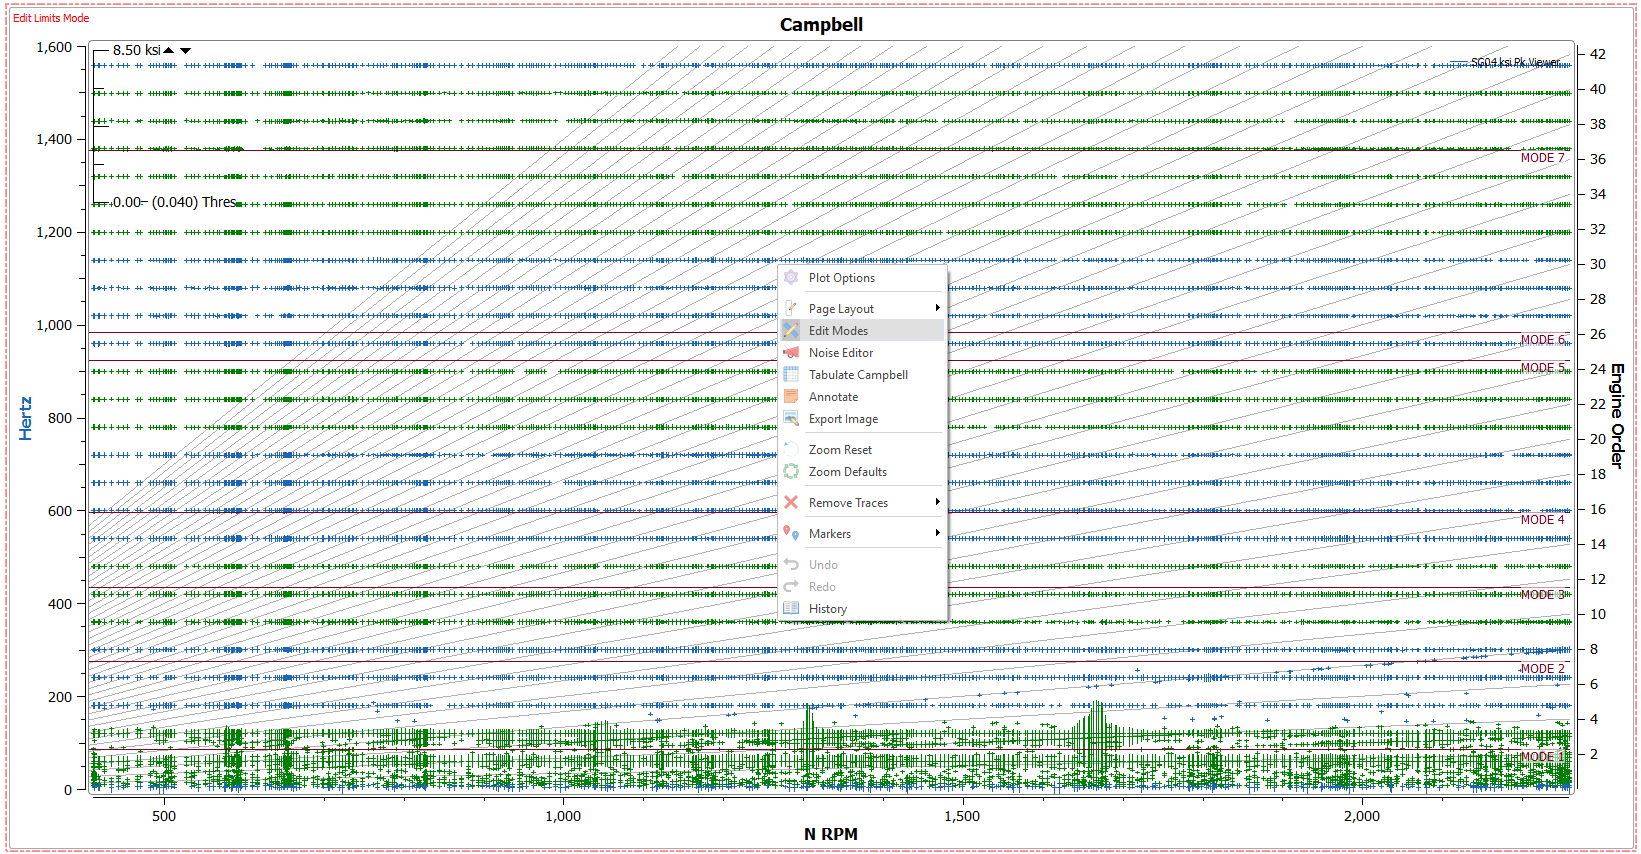 Edit Limits Mode
Campbell
8.50 ksi
0.00- (0.040) Thres
SG04 ksi Pk Viewer
1,600
1,400
1,200
1,000
800
600
400
200
0
Hertz
42
40
38
36
34
32
30
28
26
24
22
20
18
16
14
12
10
8
6
4
2
Engine Order
MODE 7
MODE 6
MODE 5
MODE 4
MODE 3
MODE 2
MODE 1
Plot Options
Page Layout
Edit Modes
Noise Editor
Tabulate Campbell
Annotate
Export Image
Zoom Reset
Zoom Defaults
Remove Traces
Markers
Undo
Redo
History
500
1,000
1,500
2,000
N RPM